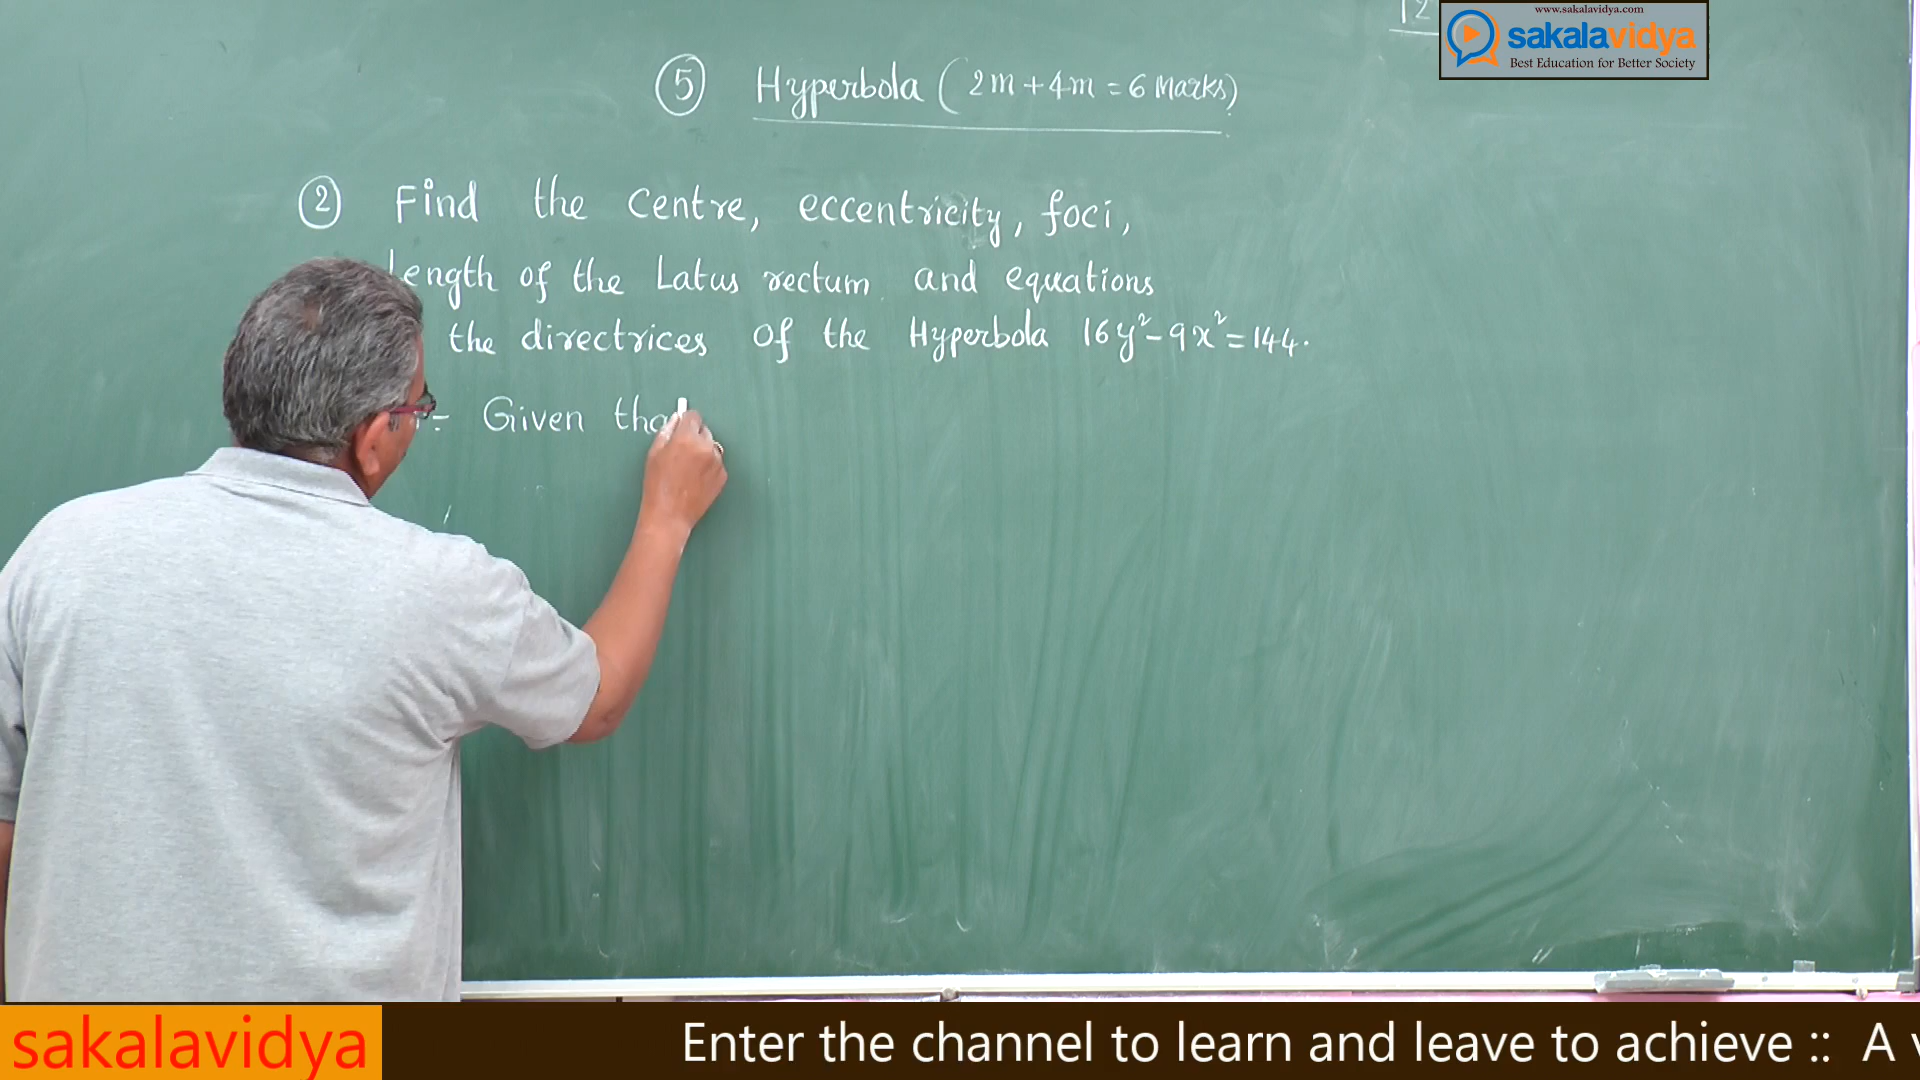 12
www.sakalavidya.com
sakalavidya
Best Education for Better Society
⑤ Hyperbola (2m+4m=6 Marks)
② Find the centre, eccentricity, foci,
Length of the Latus rectum and equations
the directrices of the Hyperbola 16y²-9x²=144.
Given tha
sakalavidya
Enter the channel to learn and leave to achieve :: A